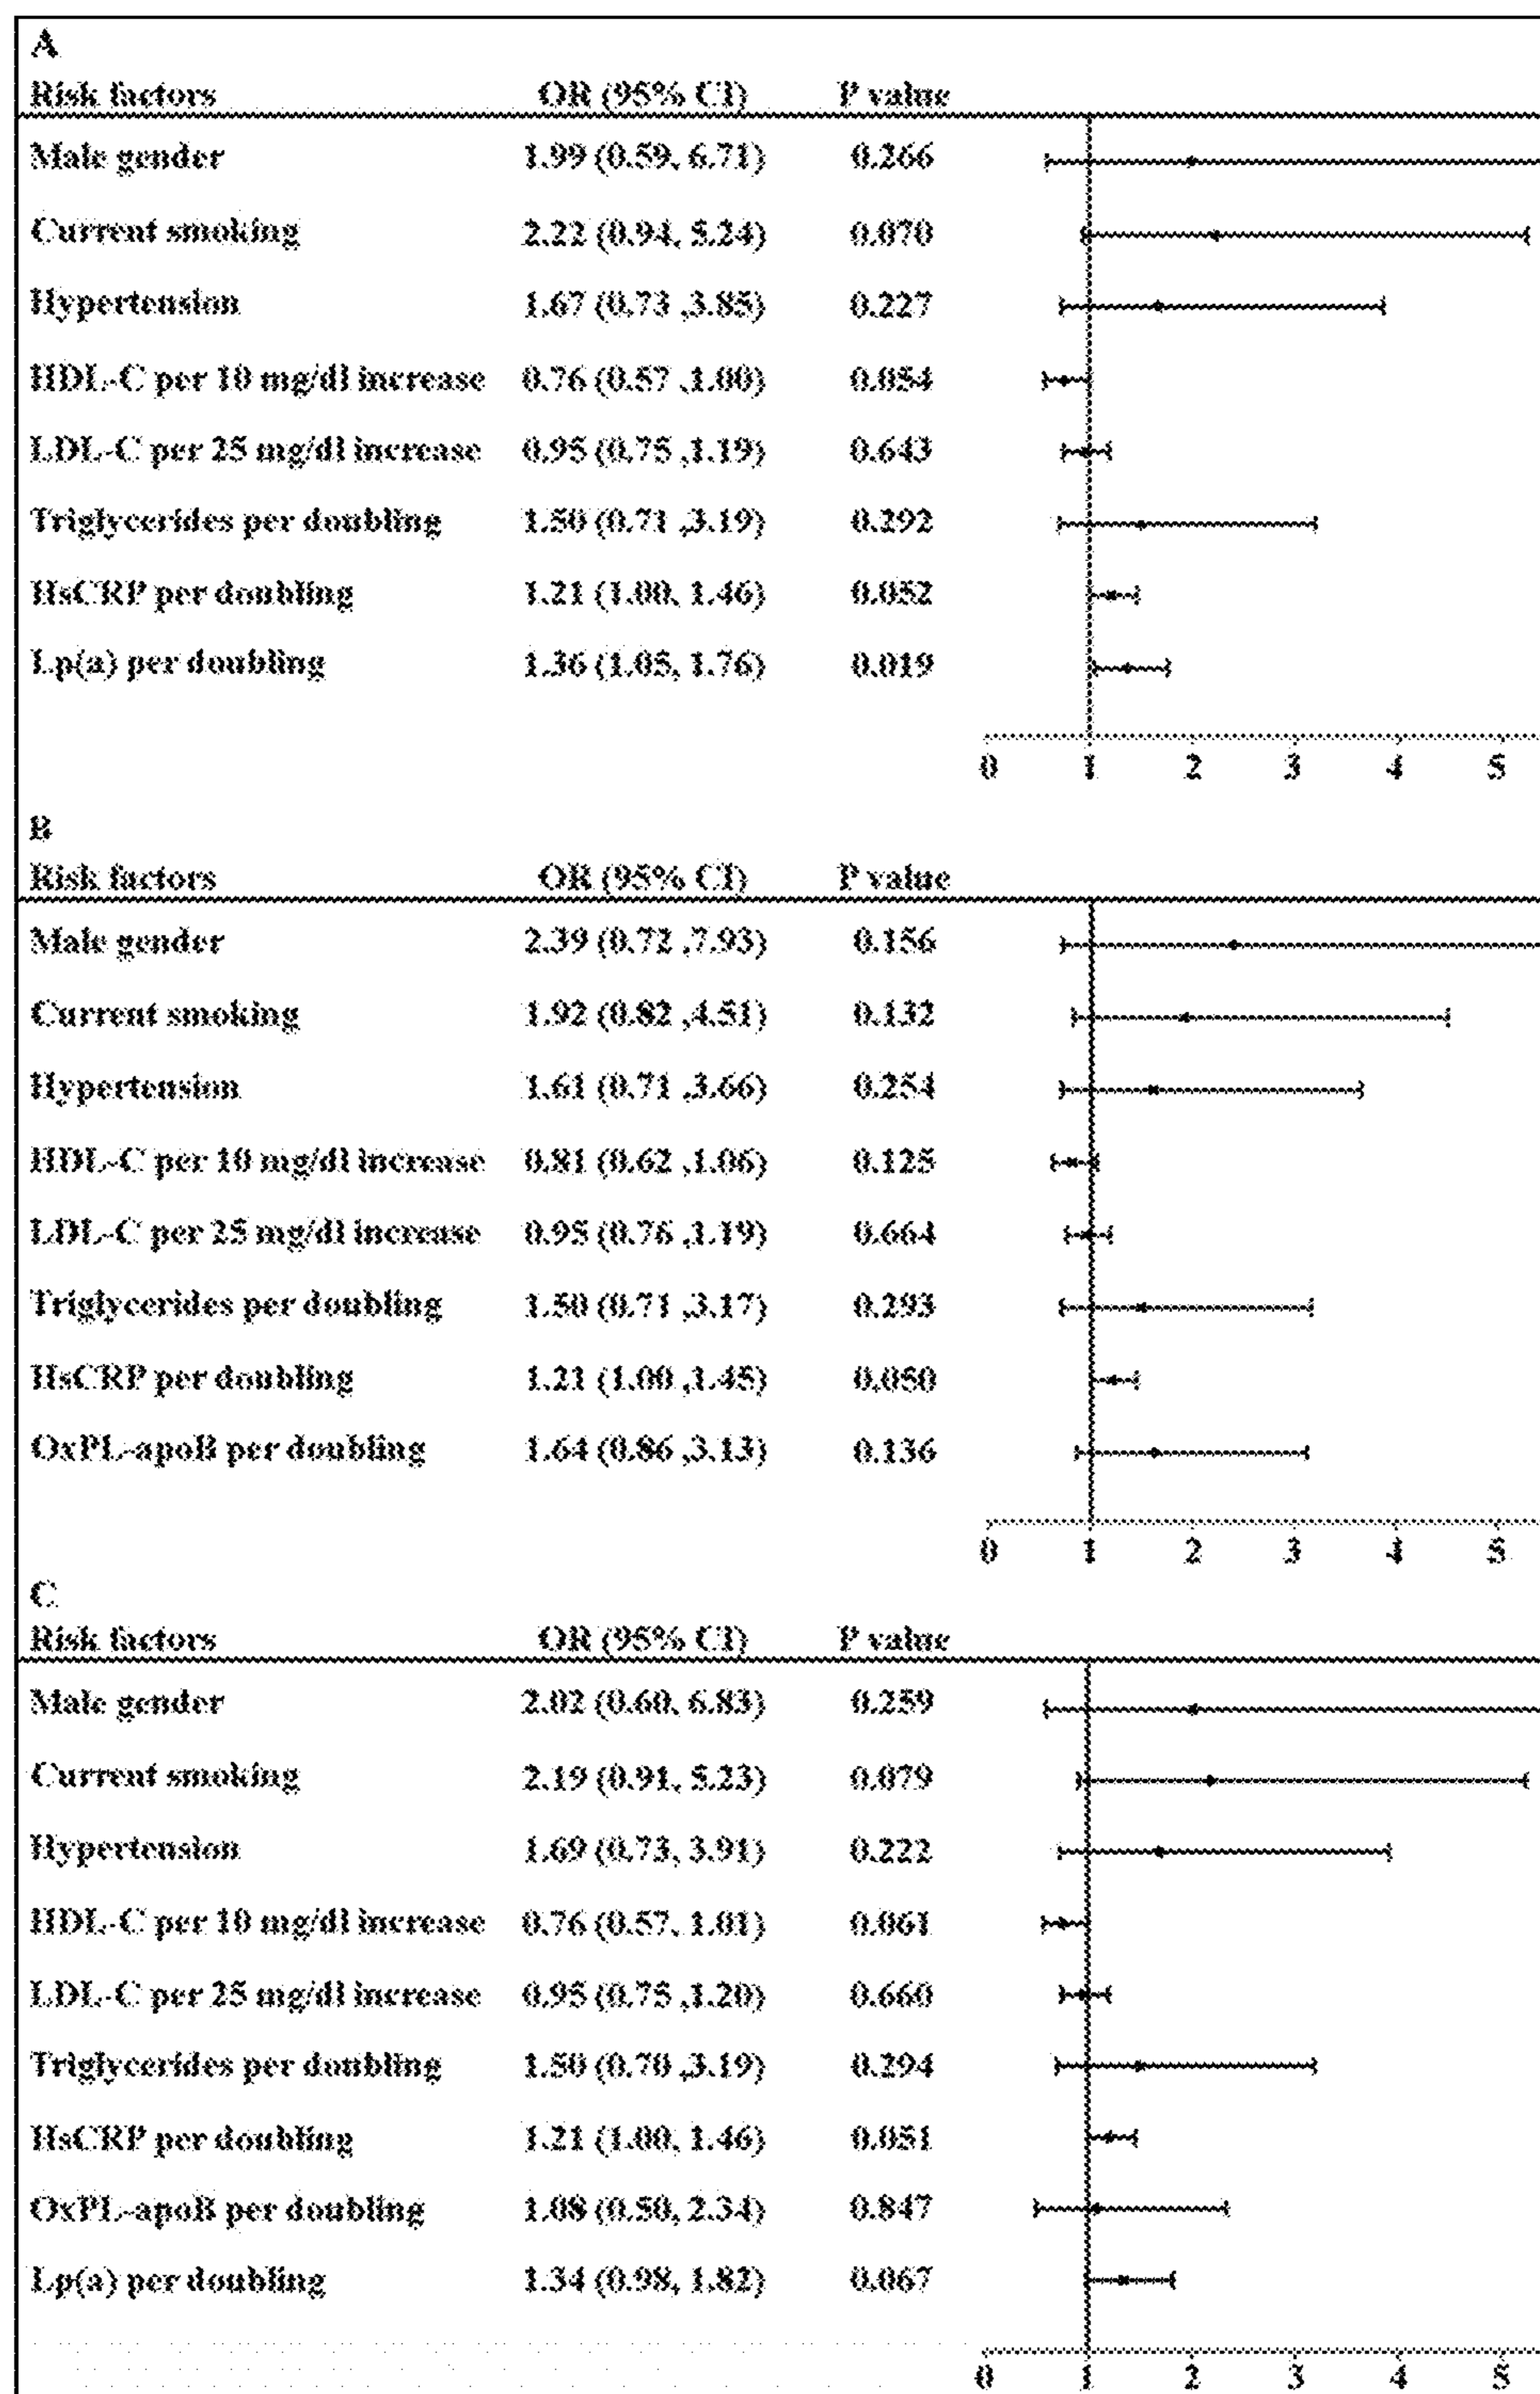 A
Risk factors OR (95% CI) P value
Male gender 1.99 (0.59, 6.71) 0.266
Current smoking 2.22 (0.94, 5.24) 0.070
Hypertension 1.67 (0.73 ,3.85) 0.227
HDL-C per 10 mg/dl increase 0.76 (0.57 ,1.00) 0.054
LDL-C per 25 mg/dl increase 0.95 (0.75 ,1.19) 0.643
Triglycerides per doubling 1.50 (0.71 ,3.19) 0.292
HsCRP per doubling 1.21 (1.00, 1.46) 0.052
Lp(a) per doubling 1.36 (1.05, 1.76) 0.019
0 1 2 3 4 5
B
Risk factors OR (95% CI) P value
Male gender 2.39 (0.72 ,7.93) 0.156
Current smoking 1.92 (0.82 ,4.51) 0.132
Hypertension 1.61 (0.71 ,3.66) 0.254
HDL-C per 10 mg/dl increase 0.81 (0.62 ,1.06) 0.125
LDL-C per 25 mg/dl increase 0.95 (0.76 ,1.19) 0.664
Triglycerides per doubling 1.50 (0.71 ,3.17) 0.293
HsCRP per doubling 1.21 (1.00 ,1.45) 0.050
OxPL-apoB per doubling 1.64 (0.86 ,3.13) 0.136
0 1 2 3 4 5
C
Risk factors OR (95% CI) P value
Male gender 2.02 (0.60, 6.83) 0.259
Current smoking 2.19 (0.91, 5.23) 0.079
Hypertension 1.69 (0.73, 3.91) 0.222
HDL-C per 10 mg/dl increase 0.76 (0.57, 1.01) 0.061
LDL-C per 25 mg/dl increase 0.95 (0.75 ,1.20) 0.660
Triglycerides per doubling 1.50 (0.70 ,3.19) 0.294
HsCRP per doubling 1.21 (1.00, 1.46) 0.051
OxPL-apoB per doubling 1.08 (0.50, 2.34) 0.847
Lp(a) per doubling 1.34 (0.98, 1.82) 0.067
0 1 2 3 4 5